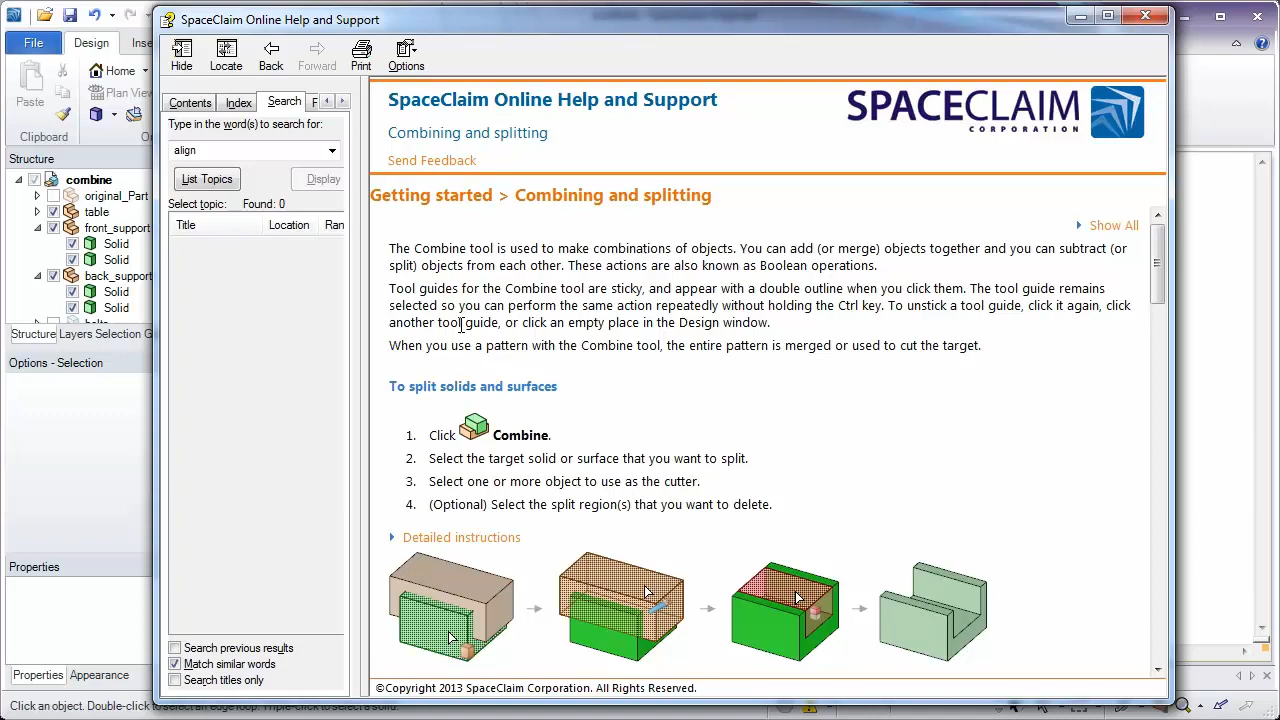 SpaceClaim Online Help and Support
File
Design
Inse
Home
Plan View
Paste
Clipboard
Hide
Locate
Back
Forward
Print
Options
Contents
Index
Search
F
Type in the word(s) to search for:
align
List Topics
Display
Select topic:
Found: 0
Title
Location
Ran
Search previous results
Match similar words
Search titles only
Structure
combine
original_Part
table
front_support
Solid
Solid
back_support
Solid
Solid
Structure
Layers
Selection
G
Options - Selection
Properties
Properties
Appearance
SpaceClaim Online Help and Support
Combining and splitting
Send Feedback
SPACECLAIM
CORPORATION
Getting started > Combining and splitting
Show All
The Combine tool is used to make combinations of objects. You can add (or merge) objects together and you can subtract (or
split) objects from each other. These actions are also known as Boolean operations.
Tool guides for the Combine tool are sticky, and appear with a double outline when you click them. The tool guide remains
selected so you can perform the same action repeatedly without holding the Ctrl key. To unstick a tool guide, click it again, click
another tool guide, or click an empty place in the Design window.
When you use a pattern with the Combine tool, the entire pattern is merged or used to cut the target.
To split solids and surfaces
1. Click Combine.
2. Select the target solid or surface that you want to split.
3. Select one or more object to use as the cutter.
4. (Optional) Select the split region(s) that you want to delete.
Detailed instructions
©Copyright 2013 SpaceClaim Corporation. All Rights Reserved.
Click an object. Double-click to select an edge loop. Triple-click to select a solid.